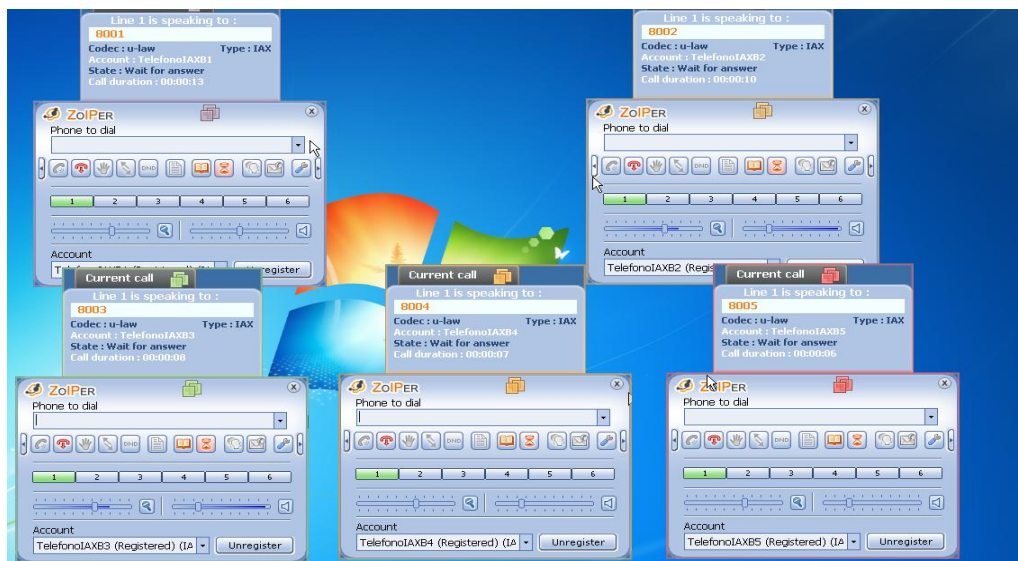 Line 1 is speaking to :
8001
Codec : u-law Type : IAX
Account : TelefonoIAXB1
State : Wait for answer
Call duration : 00:00:13
ZOIPER
Phone to dial
DND
1 2 3 4 5 6
Account
Line 1 is speaking to :
8002
Codec : u-law Type : IAX
Account : TelefonoIAXB2
State : Wait for answer
Call duration : 00:00:10
ZOIPER
Phone to dial
DND
1 2 3 4 5 6
Account
TelefonoIAXB2
Current call
Line 1 is speaking to :
8003
Codec : u-law Type : IAX
Account : TelefonoIAXB3
State : Wait for answer
Call duration : 00:00:08
ZOIPER
Phone to dial
DND
1 2 3 4 5 6
Account
TelefonoIAXB3 (Registered) (IA
Unregister
Current call
Line 1 is speaking to :
8004
Codec : u-law Type : IAX
Account : TelefonoIAXB4
State : Wait for answer
Call duration : 00:00:07
ZOIPER
Phone to dial
DND
1 2 3 4 5 6
Account
TelefonoIAXB4 (Registered) (IA
Unregister
Current call
Line 1 is speaking to :
8005
Codec : u-law Type : IAX
Account : TelefonoIAXB5
State : Wait for answer
Call duration : 00:00:06
ZOIPER
Phone to dial
DND
1 2 3 4 5 6
Account
TelefonoIAXB5 (Registered) (IA
Unregister